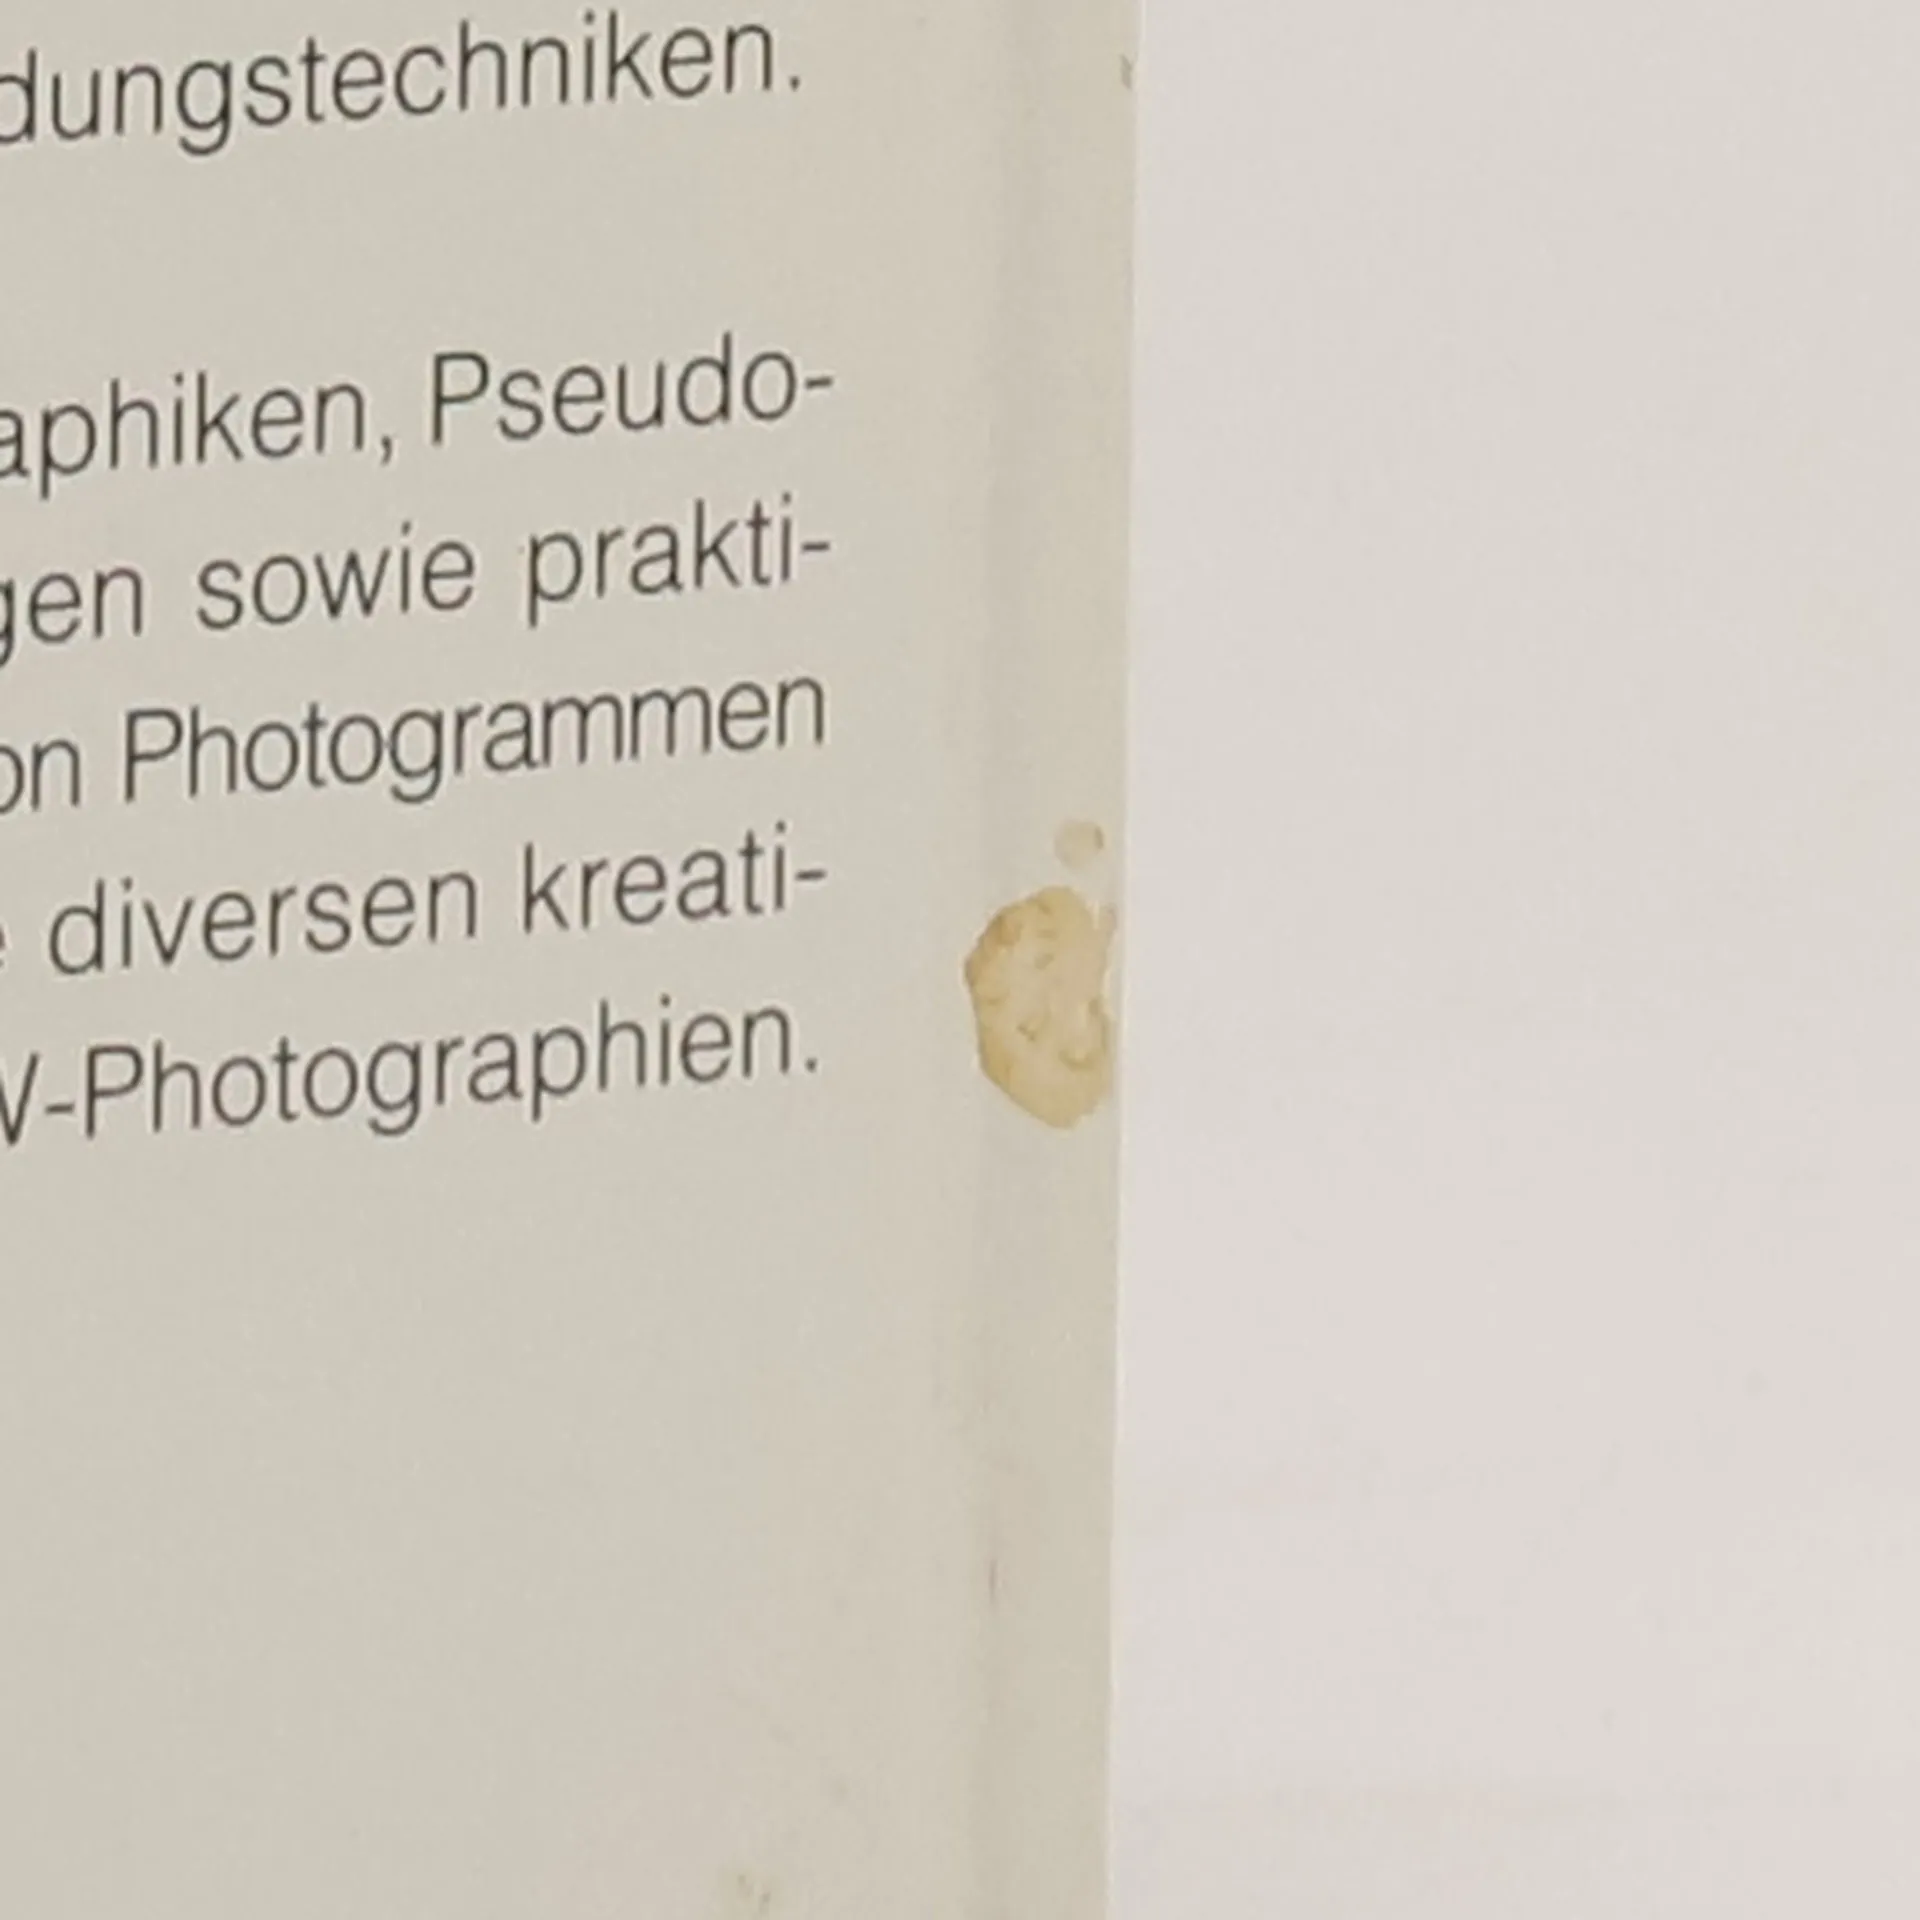 dungstechniken.
aphiken, Pseudo-
gen sowie prakti-
on Photogrammen
diversen kreati-
-Photographien.